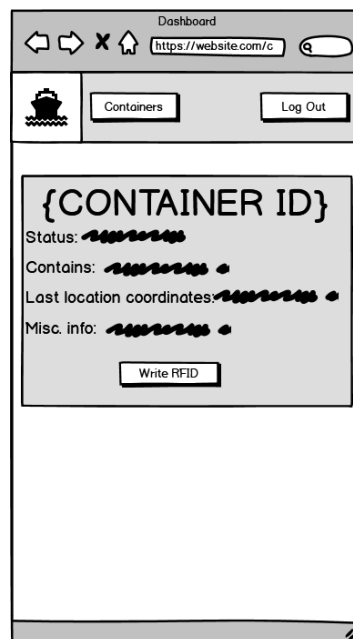 Dashboard
https://website.com/c
Containers
Log Out
{CONTAINER ID}
Status:
Contains:
Last location coordinates:
Misc. info:
Write RFID